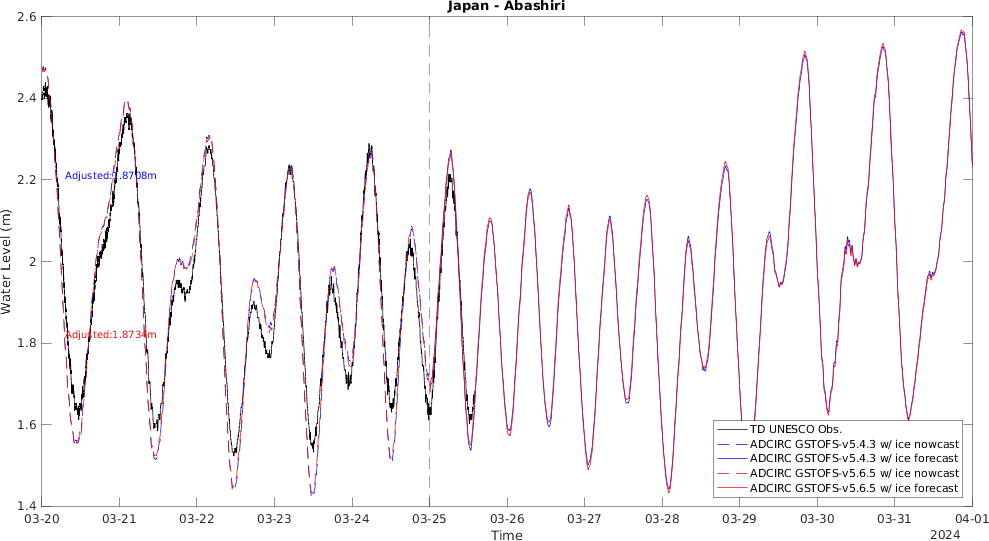 Japan - Abashiri
2.6
2.4
2.2
2
1.8
1.6
1.4
Water Level (m)
Adjusted:1.8708m
Adjusted:1.8734m
TD UNESCO Obs.
ADCIRC GSTOFS-v5.4.3 w/ ice nowcast
ADCIRC GSTOFS-v5.4.3 w/ ice forecast
ADCIRC GSTOFS-v5.6.5 w/ ice nowcast
ADCIRC GSTOFS-v5.6.5 w/ ice forecast
03-20 03-21 03-22 03-23 03-24 03-25 03-26 03-27 03-28 03-29 03-30 03-31 04-01
Time
2024